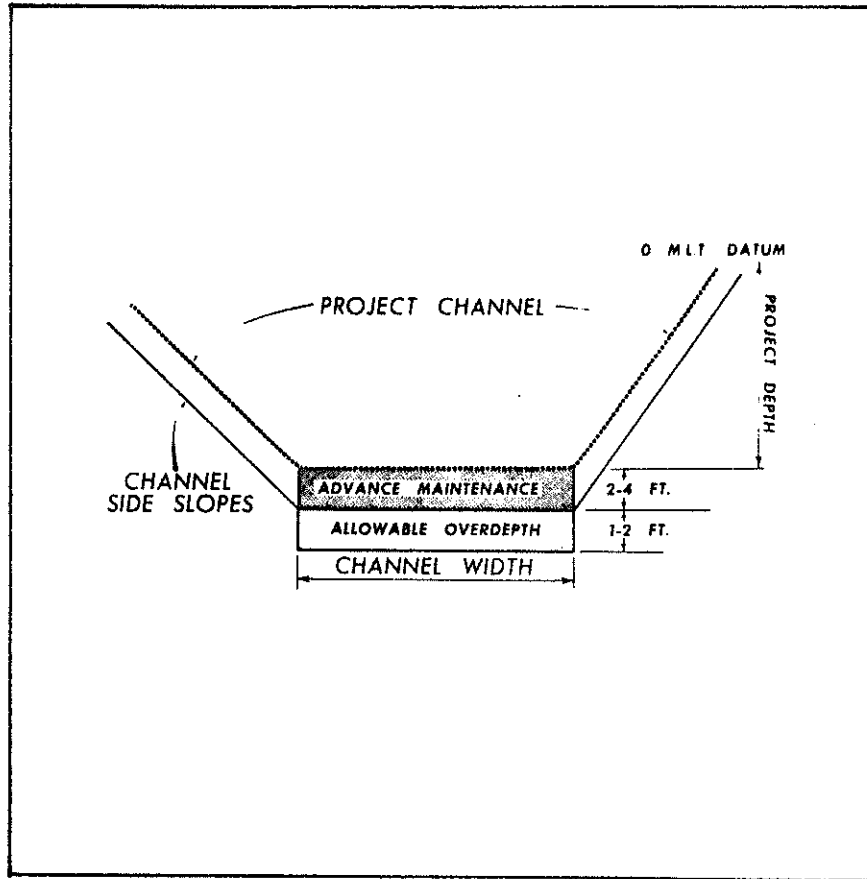 0 M.L.T DATUM
PROJECT CHANNEL
PROJECT DEPTH
CHANNEL
SIDE SLOPES
ADVANCE MAINTENANCE
2-4 FT.
ALLOWABLE OVERDEPTH
1-2 FT.
CHANNEL WIDTH